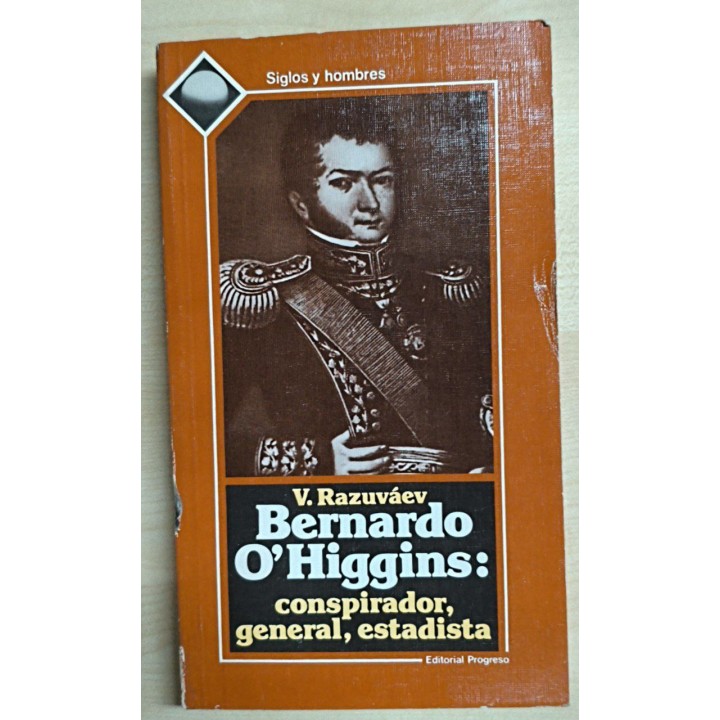 Siglos y hombres
V. Razuváev
Bernardo
O'Higgins:
conspirador,
general, estadista
Editorial Progreso